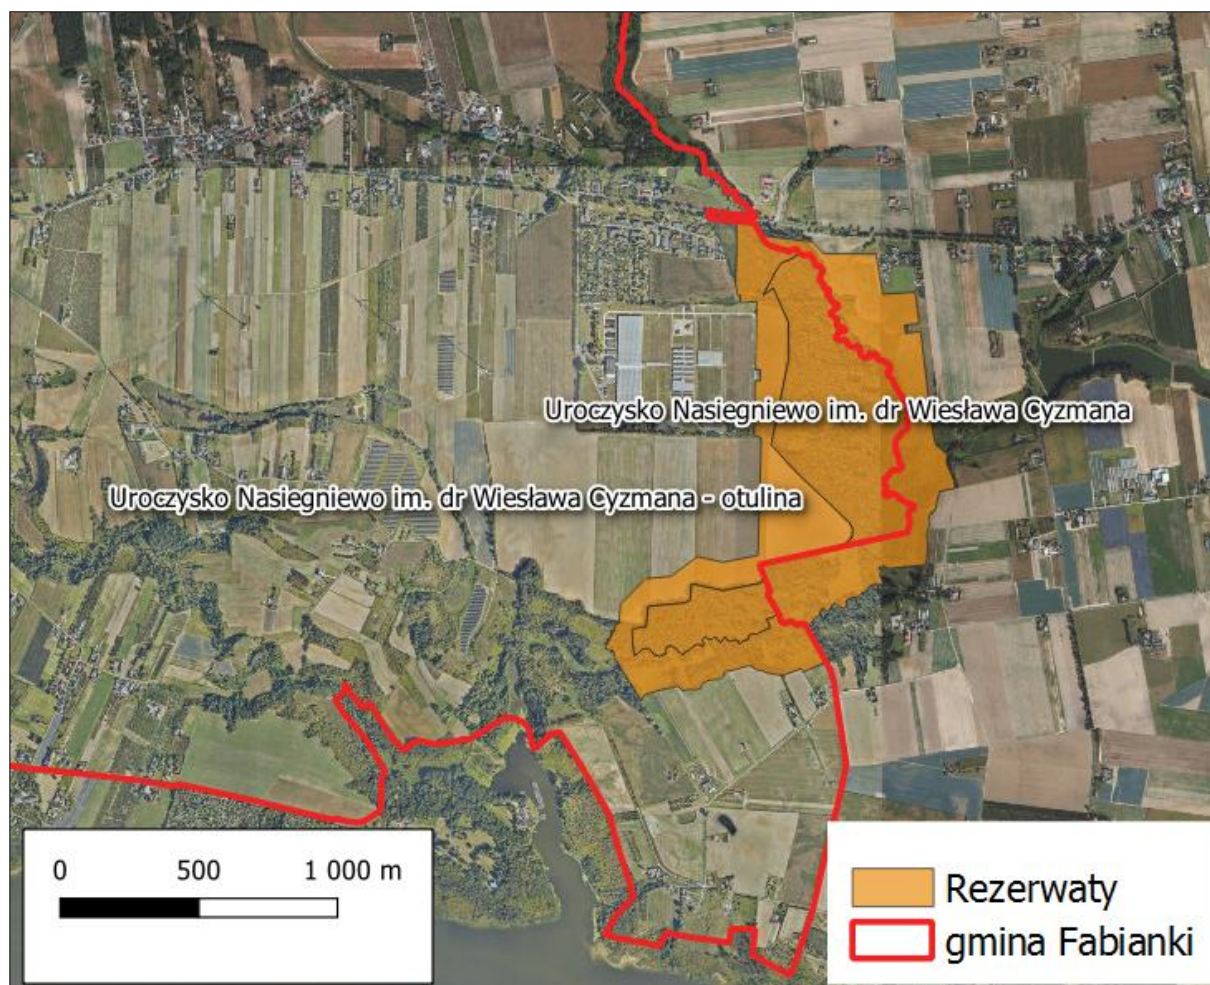 Uroczysko Nasiegniewo im. dr Wiesława Cyzmana
Uroczysko Nasiegniewo im. dr Wiesława Cyzmana - otulina
0 500 1 000 m
Rezerwaty
gmina Fabianki